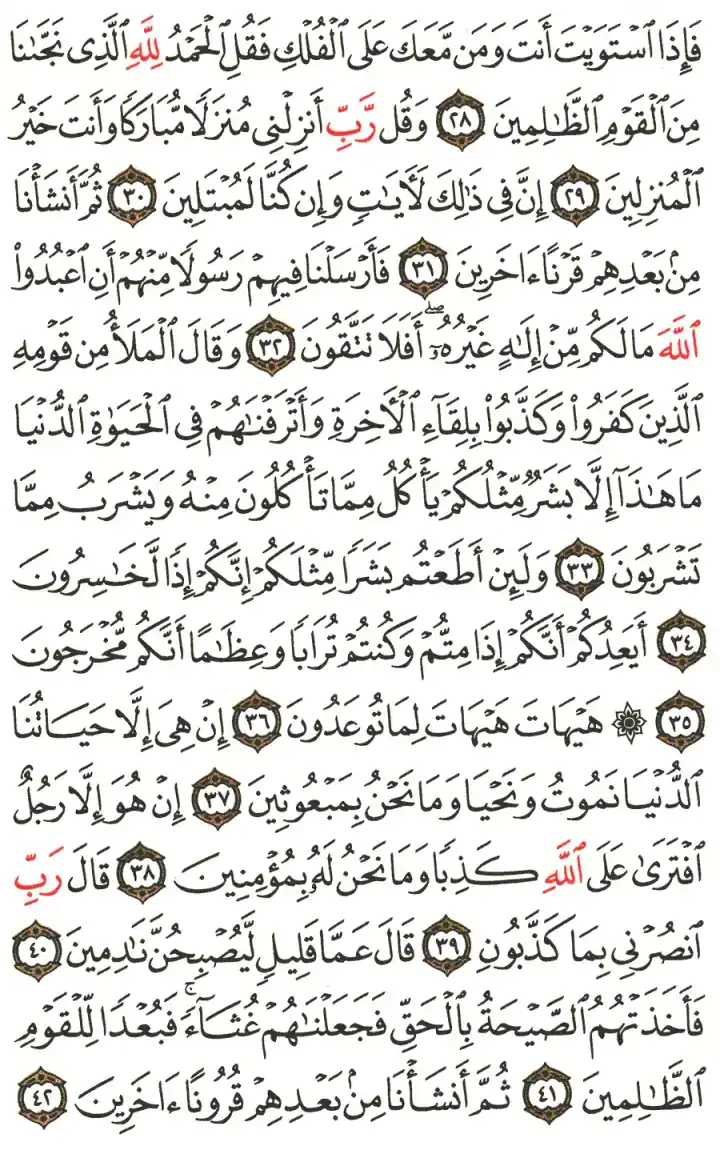 فَإِذَا ٱسۡتَوَيۡتَ أَنتَ وَمَن مَّعَكَ عَلَى ٱلۡفُلۡكِ فَقُلِ ٱلۡحَمۡدُ لِلَّهِ ٱلَّذِي نَجَّىٰنَا
مِنَ ٱلۡقَوۡمِ ٱلظَّٰلِمِينَ ٢٨ وَقُل رَّبِّ أَنزِلۡنِي مُنزَلٗا مُّبَارَكٗا وَأَنتَ خَيۡرُ
ٱلۡمُنزِلِينَ ٢٩ إِنَّ فِي ذَٰلِكَ لَأٓيَٰتٖ وَإِن كُنَّا لَمُبۡتَلِينَ ٣٠ ثُمَّ أَنشَأۡنَا
مِنۢ بَعۡدِهِمۡ قَرۡنًا ءَاخَرِينَ ٣١ فَأَرۡسَلۡنَا فِيهِمۡ رَسُولٗا مِّنۡهُمۡ أَنِ ٱعۡبُدُواْ
ٱللَّهَ مَا لَكُم مِّنۡ إِلَٰهٍ غَيۡرُهُۥٓۖ أَفَلَا تَتَّقُونَ ٣٢ وَقَالَ ٱلۡمَلَأُ مِن قَوۡمِهِ
ٱلَّذِينَ كَفَرُواْ وَكَذَّبُواْ بِلِقَآءِ ٱلۡأٓخِرَةِ وَأَتۡرَفۡنَٰهُمۡ فِي ٱلۡحَيَوٰةِ ٱلدُّنۡيَا
مَا هَٰذَآ إِلَّا بَشَرٞ مِّثۡلُكُمۡ يَأۡكُلُ مِمَّا تَأۡكُلُونَ مِنۡهُ وَيَشۡرَبُ مِمَّا
تَشۡرَبُونَ ٣٣ وَلَئِنۡ أَطَعۡتُم بَشَرٗا مِّثۡلَكُمۡ إِنَّكُمۡ إِذٗا لَّخَٰسِرُونَ
٣٤ أَيَعِدُكُمۡ أَنَّكُمۡ إِذَا مِتُّمۡ وَكُنتُمۡ تُرَابٗا وَعِظَٰمًا أَنَّكُم مُّخۡرَجُونَ
٣٥ ۞ هَيۡهَاتَ هَيۡهَاتَ لِمَا تُوعَدُونَ ٣٦ إِنۡ هِيَ إِلَّا حَيَاتُنَا
ٱلدُّنۡيَا نَمُوتُ وَنَحۡيَا وَمَا نَحۡنُ بِمَبۡعُوثِينَ ٣٧ إِنۡ هُوَ إِلَّا رَجُلٌ
ٱفۡتَرَىٰ عَلَى ٱللَّهِ كَذِبٗا وَمَا نَحۡنُ لَهُۥ بِمُؤۡمِنِينَ ٣٨ قَالَ رَبِّ
ٱنصُرۡنِي بِمَا كَذَّبُونِ ٣٩ قَالَ عَمَّا قَلِيلٖ لَّيُصۡبِحُنَّ نَٰدِمِينَ ٤٠
فَأَخَذَتۡهُمُ ٱلصَّيۡحَةُ بِٱلۡحَقِّ فَجَعَلۡنَٰهُمۡ غُثَآءٗۚ فَبُعۡدٗا لِّلۡقَوۡمِ
ٱلظَّٰلِمِينَ ٤١ ثُمَّ أَنشَأۡنَا مِنۢ بَعۡدِهِمۡ قُرُونًا ءَاخَرِينَ ٤٢